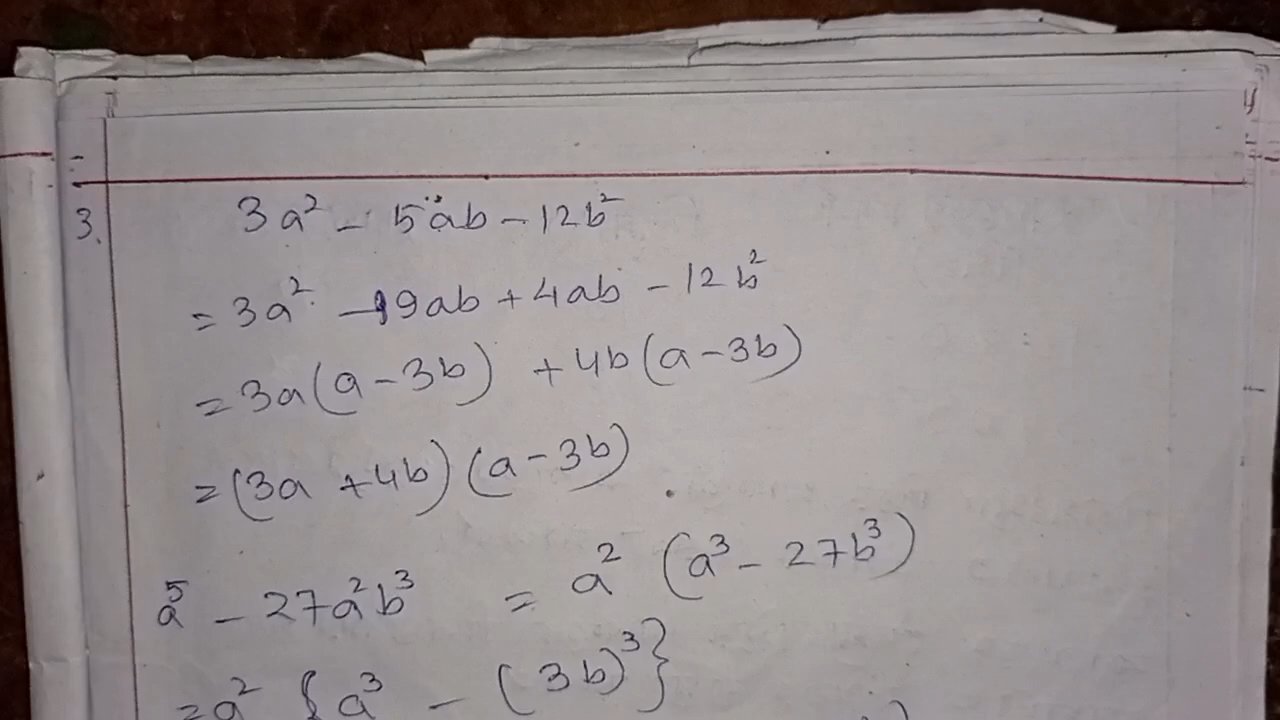 3. 3a² - 5ab - 12b²
= 3a² - 9ab + 4ab - 12b²
= 3a(a - 3b) + 4b(a - 3b)
= (3a + 4b)(a - 3b)
a⁵ - 27a²b³ = a² (a³ - 27b³)
= a² {a³ - (3b)³}